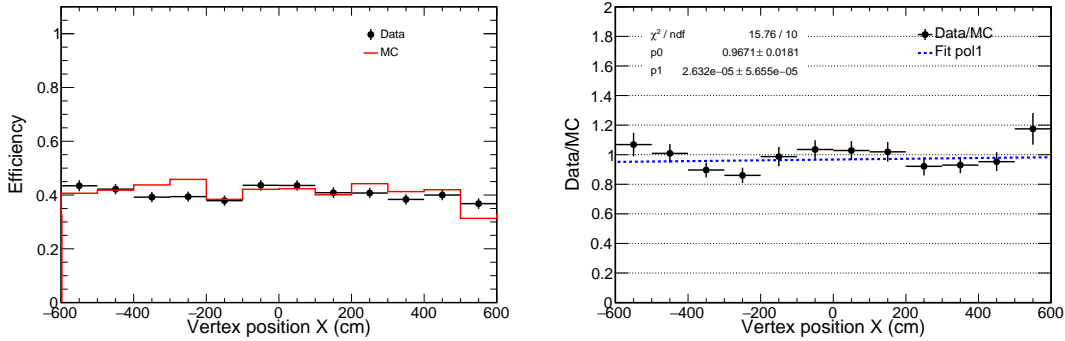 1
0.8
0.6
0.4
0.2
0
Efficiency
Data
MC
−600 −400 −200 0 200 400 600
Vertex position X (cm)
2
1.8
1.6
1.4
1.2
1
0.8
0.6
0.4
0.2
0
Data/MC
χ² / ndf 15.76 / 10
p0 0.9671± 0.0181
p1 2.632e−05 ± 5.655e−05
Data/MC
Fit pol1
−600 −400 −200 0 200 400 600
Vertex position X (cm)